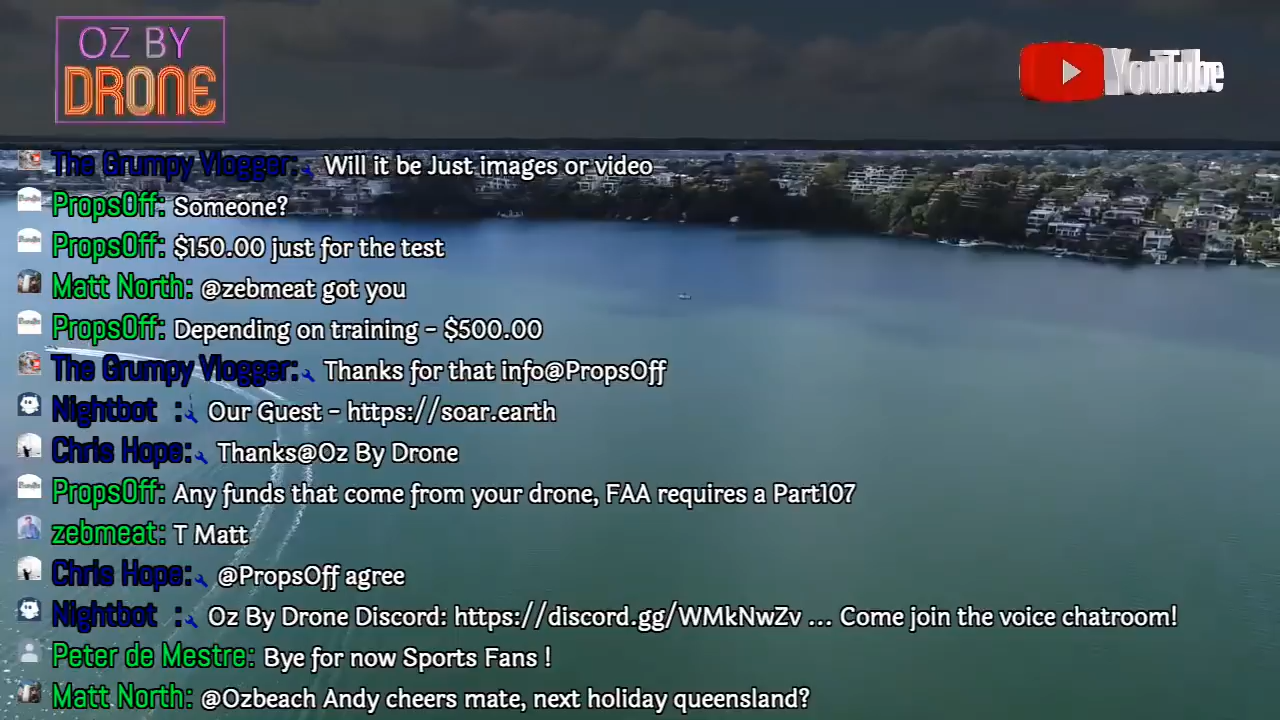 OZ BY
DRONE
YouTube
The Grumpy Vlogger: Will it be Just images or video
PropsOff: Someone?
PropsOff: $150.00 just for the test
Matt North: @zebmeat got you
PropsOff: Depending on training - $500.00
The Grumpy Vlogger: Thanks for that info@PropsOff
Nightbot : Our Guest - https://soar.earth
Chris Hope: Thanks@Oz By Drone
PropsOff: Any funds that come from your drone, FAA requires a Part107
zebmeat: T Matt
Chris Hope: @PropsOff agree
Nightbot : Oz By Drone Discord: https://discord.gg/WMkNwZv ... Come join the voice chatroom!
Peter de Mestre: Bye for now Sports Fans !
Matt North: @Ozbeach Andy cheers mate, next holiday queensland?